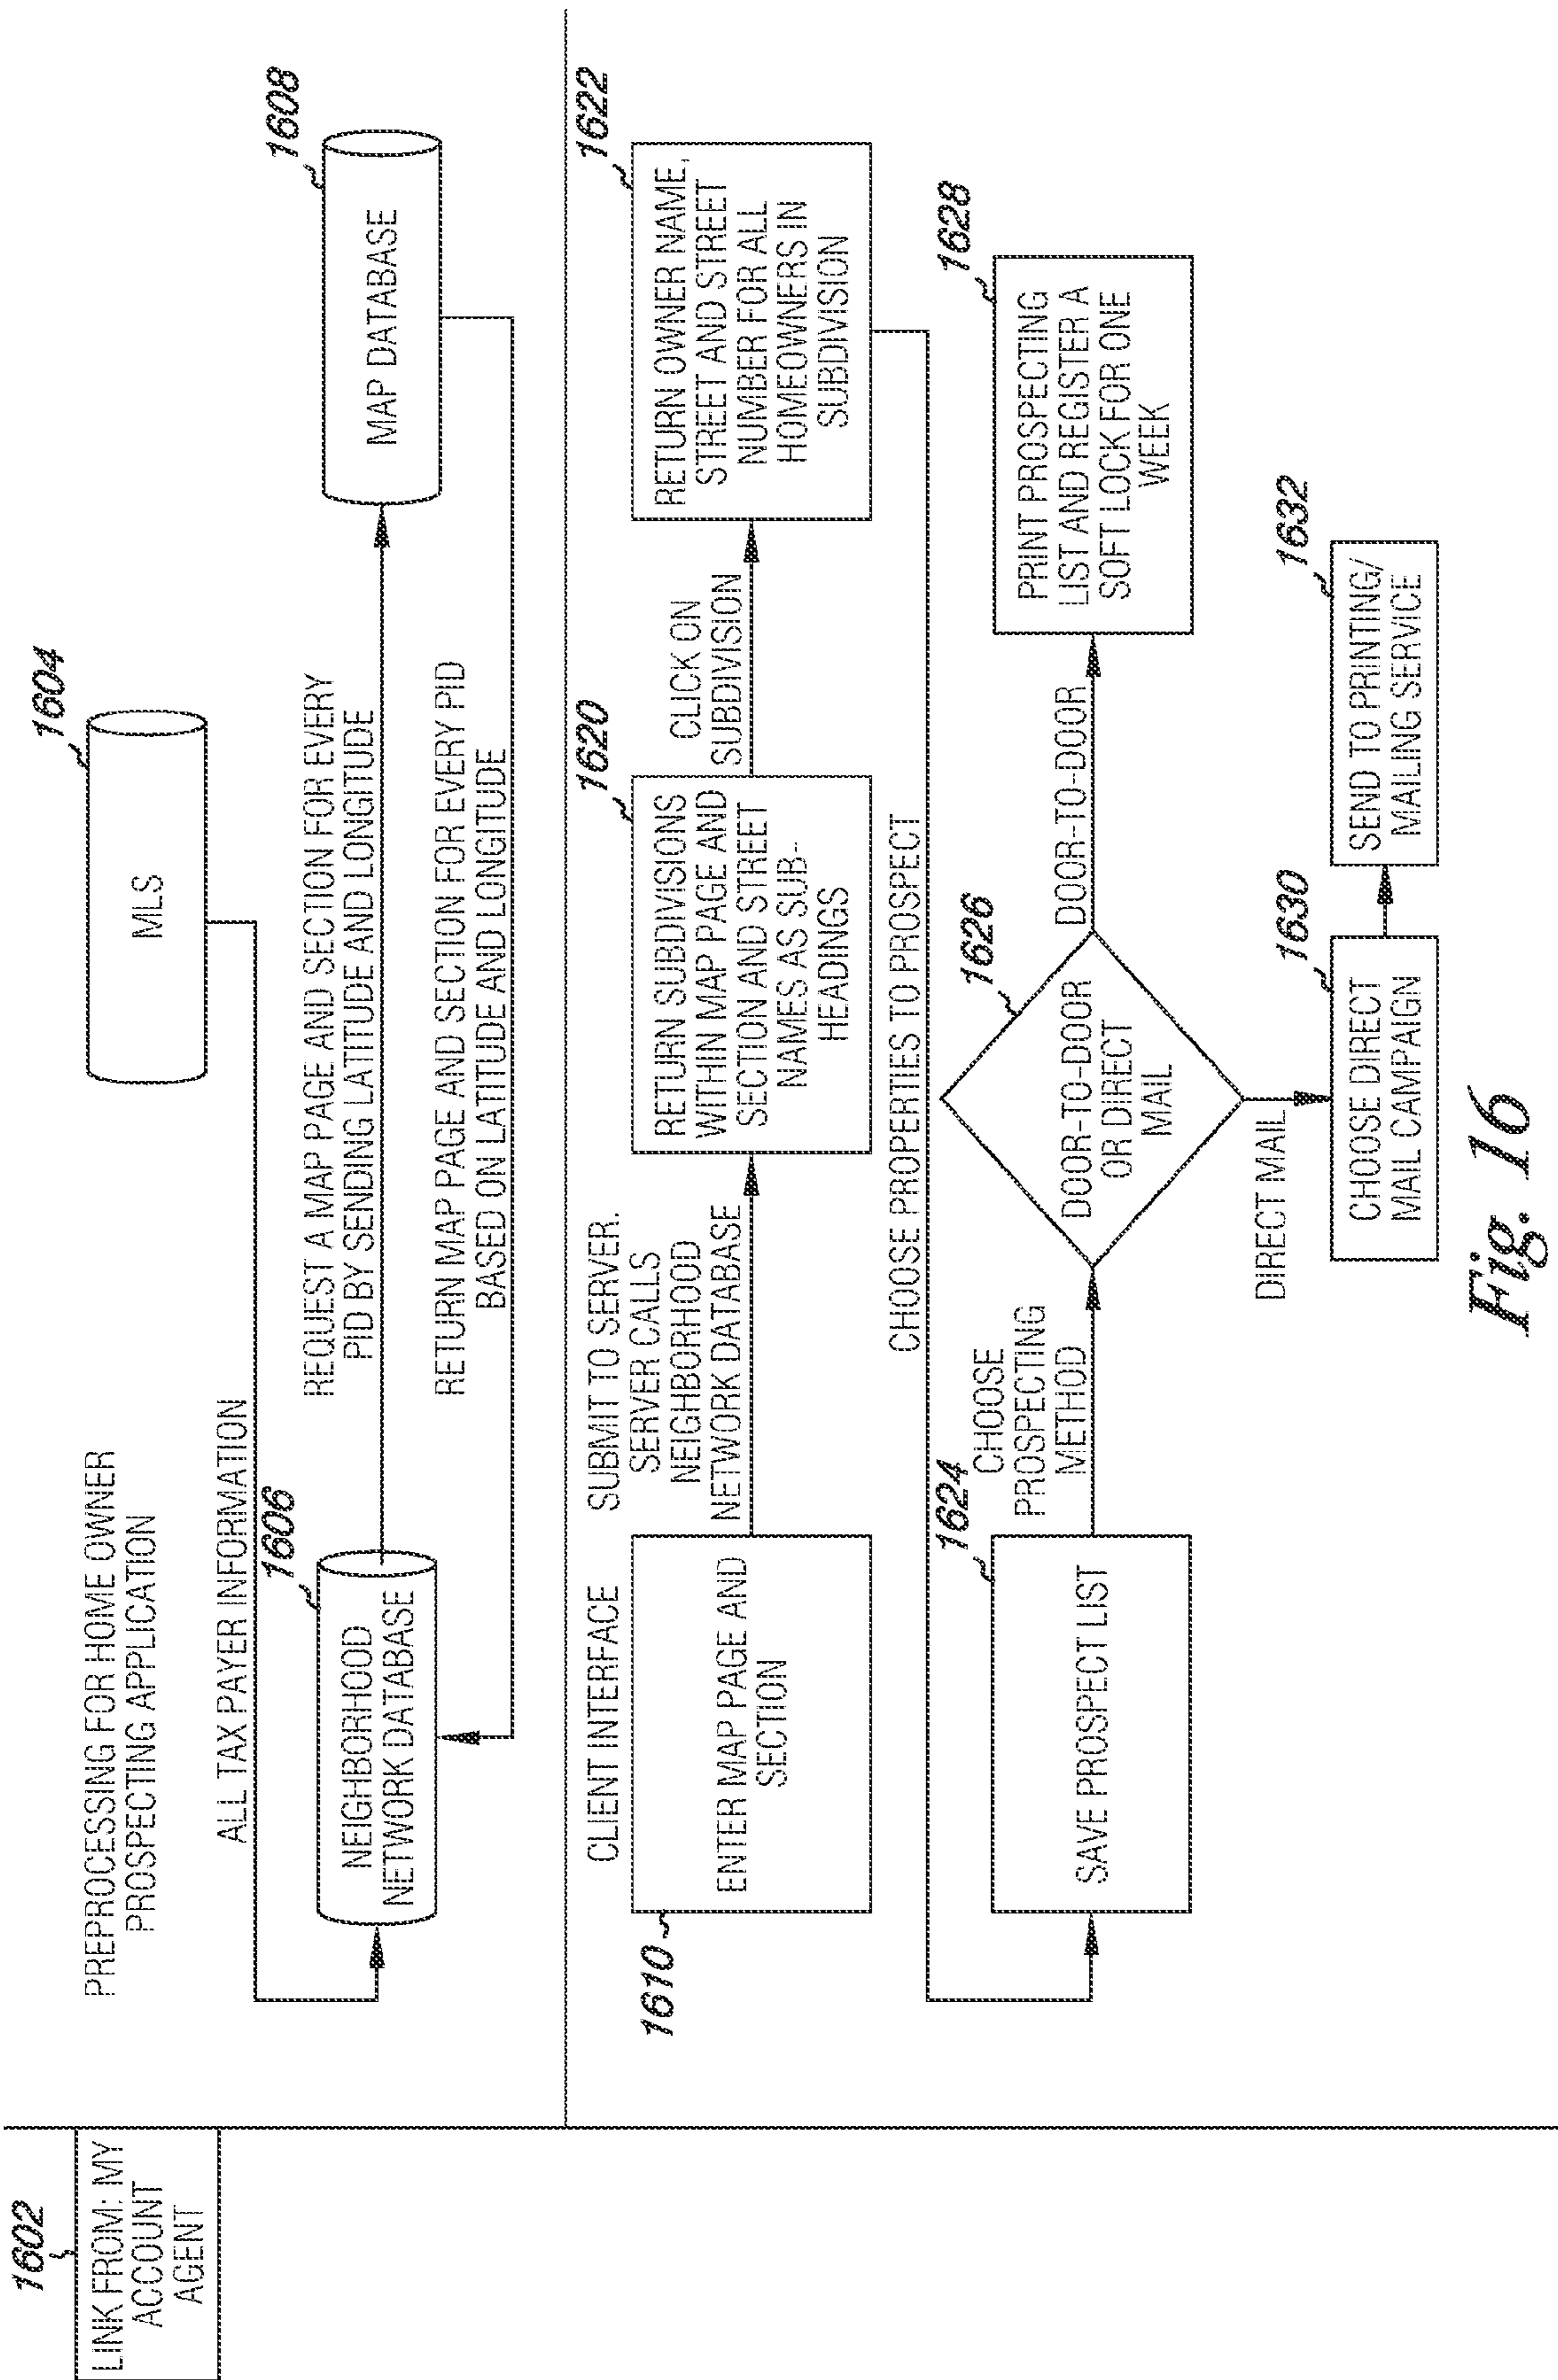 1602
LINK FROM: MY
ACCOUNT
AGENT
PREPROCESSING FOR HOME OWNER
PROSPECTING APPLICATION
1604
MLS
ALL TAX PAYER INFORMATION
1606
NEIGHBORHOOD
NETWORK DATABASE
REQUEST A MAP PAGE AND SECTION FOR EVERY
PID BY SENDING LATITUDE AND LONGITUDE
1608
MAP DATABASE
RETURN MAP PAGE AND SECTION FOR EVERY PID
BASED ON LATITUDE AND LONGITUDE
CLIENT INTERFACE
1610
ENTER MAP PAGE AND
SECTION
SUBMIT TO SERVER.
SERVER CALLS
NEIGHBORHOOD
NETWORK DATABASE
1620
RETURN SUBDIVISIONS
WITHIN MAP PAGE AND
SECTION AND STREET
NAMES AS SUB-
HEADINGS
CLICK ON
SUBDIVISION
1622
RETURN OWNER NAME,
STREET AND STREET
NUMBER FOR ALL
HOMEOWNERS IN
SUBDIVISION
CHOOSE PROPERTIES TO PROSPECT
1624
SAVE PROSPECT LIST
CHOOSE
PROSPECTING
METHOD
1626
DOOR-TO-DOOR
OR DIRECT
MAIL
DOOR-TO-DOOR
1628
PRINT PROSPECTING
LIST AND REGISTER A
SOFT LOCK FOR ONE
WEEK
DIRECT MAIL
1630
CHOOSE DIRECT
MAIL CAMPAIGN
1632
SEND TO PRINTING/
MAILING SERVICE
Fig. 16